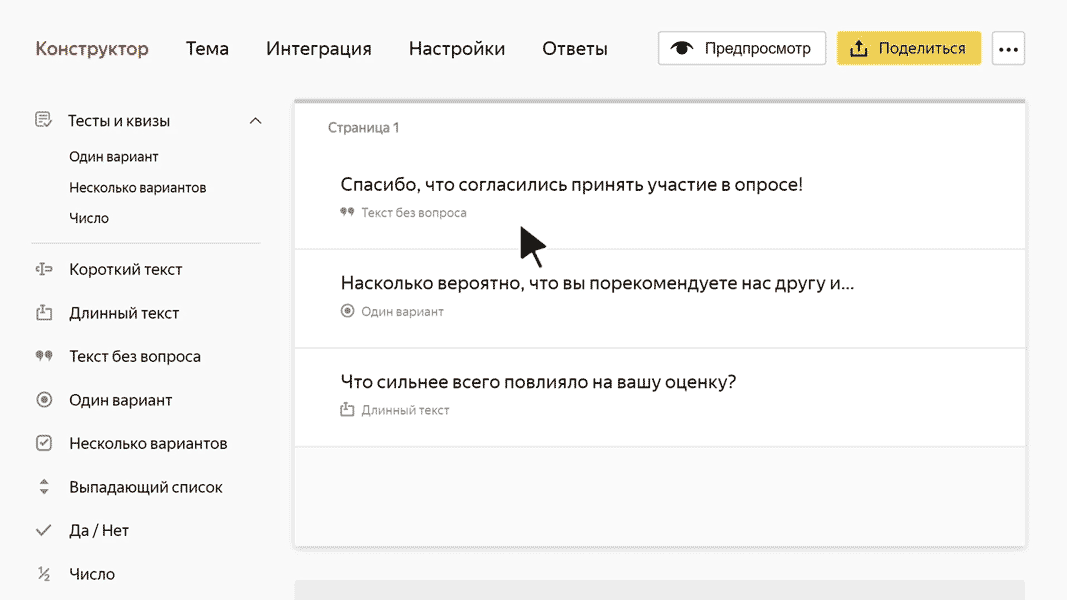 Конструктор
Тема
Интеграция
Настройки
Ответы
Предпросмотр
Поделиться
Тесты и квизы
Один вариант
Несколько вариантов
Число
Короткий текст
Длинный текст
Текст без вопроса
Один вариант
Несколько вариантов
Выпадающий список
Да / Нет
½ Число
Страница 1
Спасибо, что согласились принять участие в опросе!
Текст без вопроса
Насколько вероятно, что вы порекомендуете нас другу и...
Один вариант
Что сильнее всего повлияло на вашу оценку?
Длинный текст